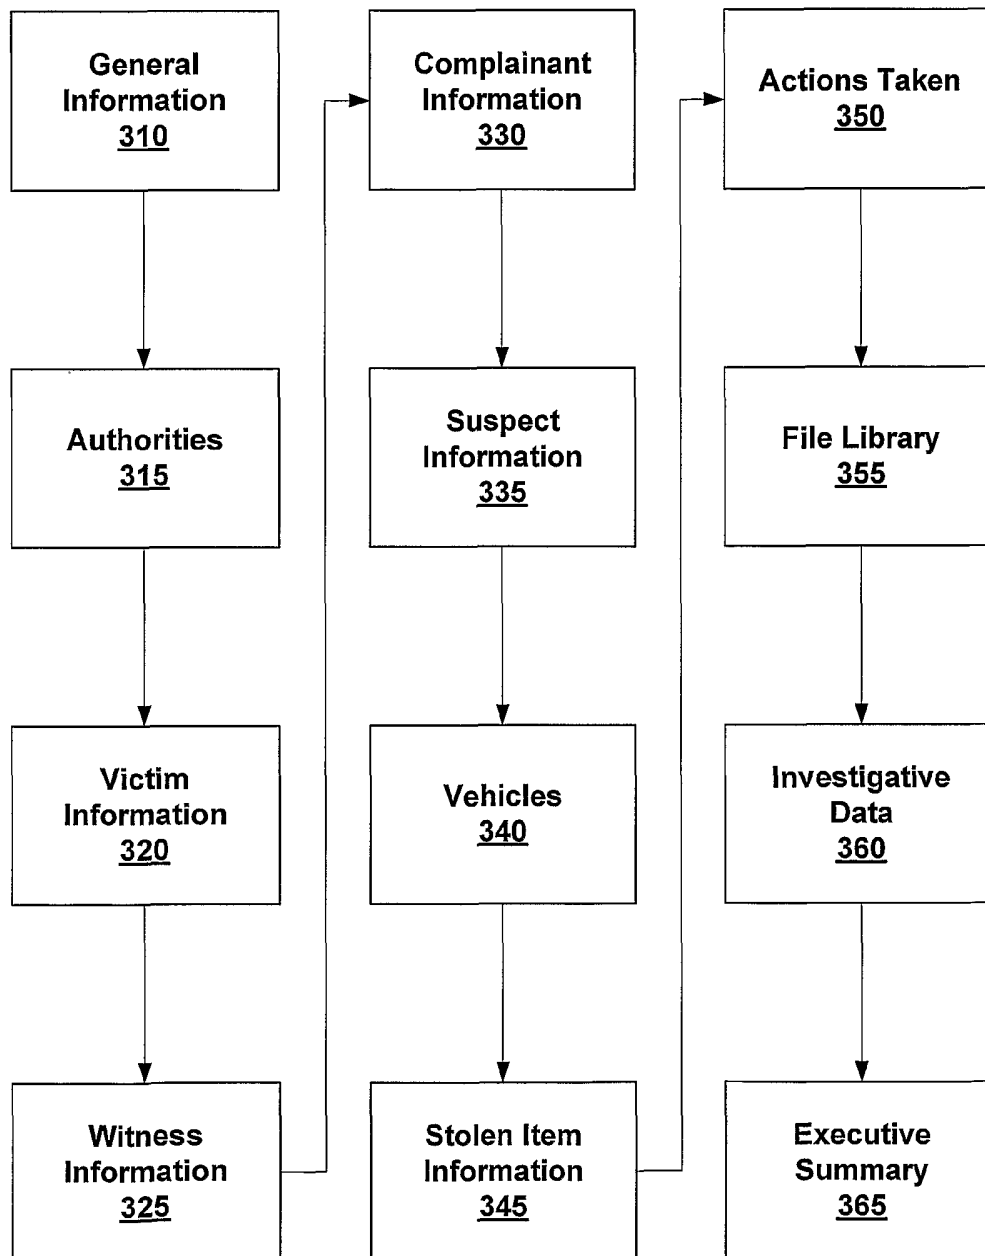 General
Information
310
Authorities
315
Victim
Information
320
Witness
Information
325
Complainant
Information
330
Suspect
Information
335
Vehicles
340
Stolen Item
Information
345
Actions Taken
350
File Library
355
Investigative
Data
360
Executive
Summary
365